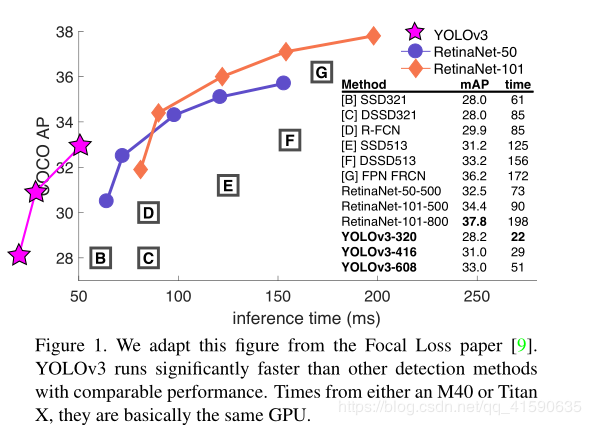 38
36
34
32
30
28
COCO AP
50
100
150
200
250
inference time (ms)
B
C
D
E
F
G
YOLOv3
RetinaNet-50
RetinaNet-101
Method mAP time
[B] SSD321 28.0 61
[C] DSSD321 28.0 85
[D] R-FCN 29.9 85
[E] SSD513 31.2 125
[F] DSSD513 33.2 156
[G] FPN FRCN 36.2 172
RetinaNet-50-500 32.5 73
RetinaNet-101-500 34.4 90
RetinaNet-101-800 37.8 198
YOLOv3-320 28.2 22
YOLOv3-416 31.0 29
YOLOv3-608 33.0 51
Figure 1. We adapt this figure from the Focal Loss paper [9].
YOLOv3 runs significantly faster than other detection methods
with comparable performance. Times from either an M40 or Titan
X, they are basically the same GPU.
https://blog.csdn.net/qq_41590635